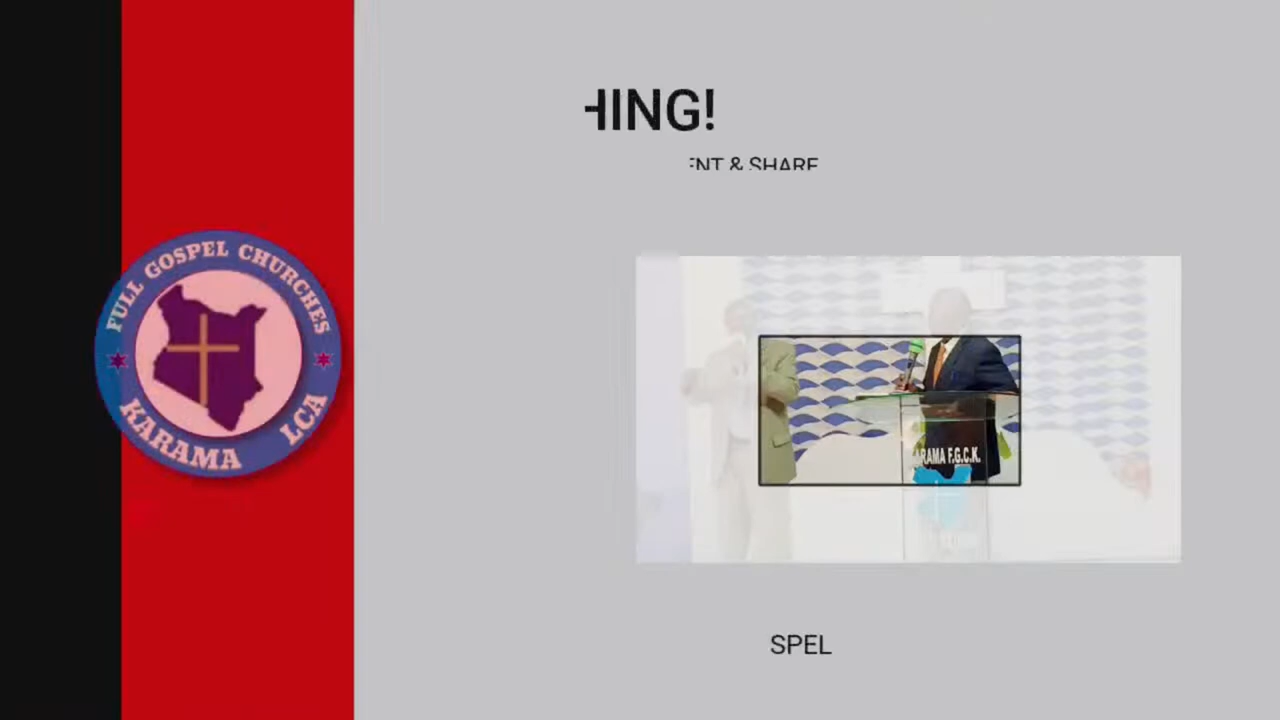 HING!
ENT & SHARE
FULL GOSPEL CHURCHES
KARAMA LCA
ARAMA F.G.C.K.
SPEL